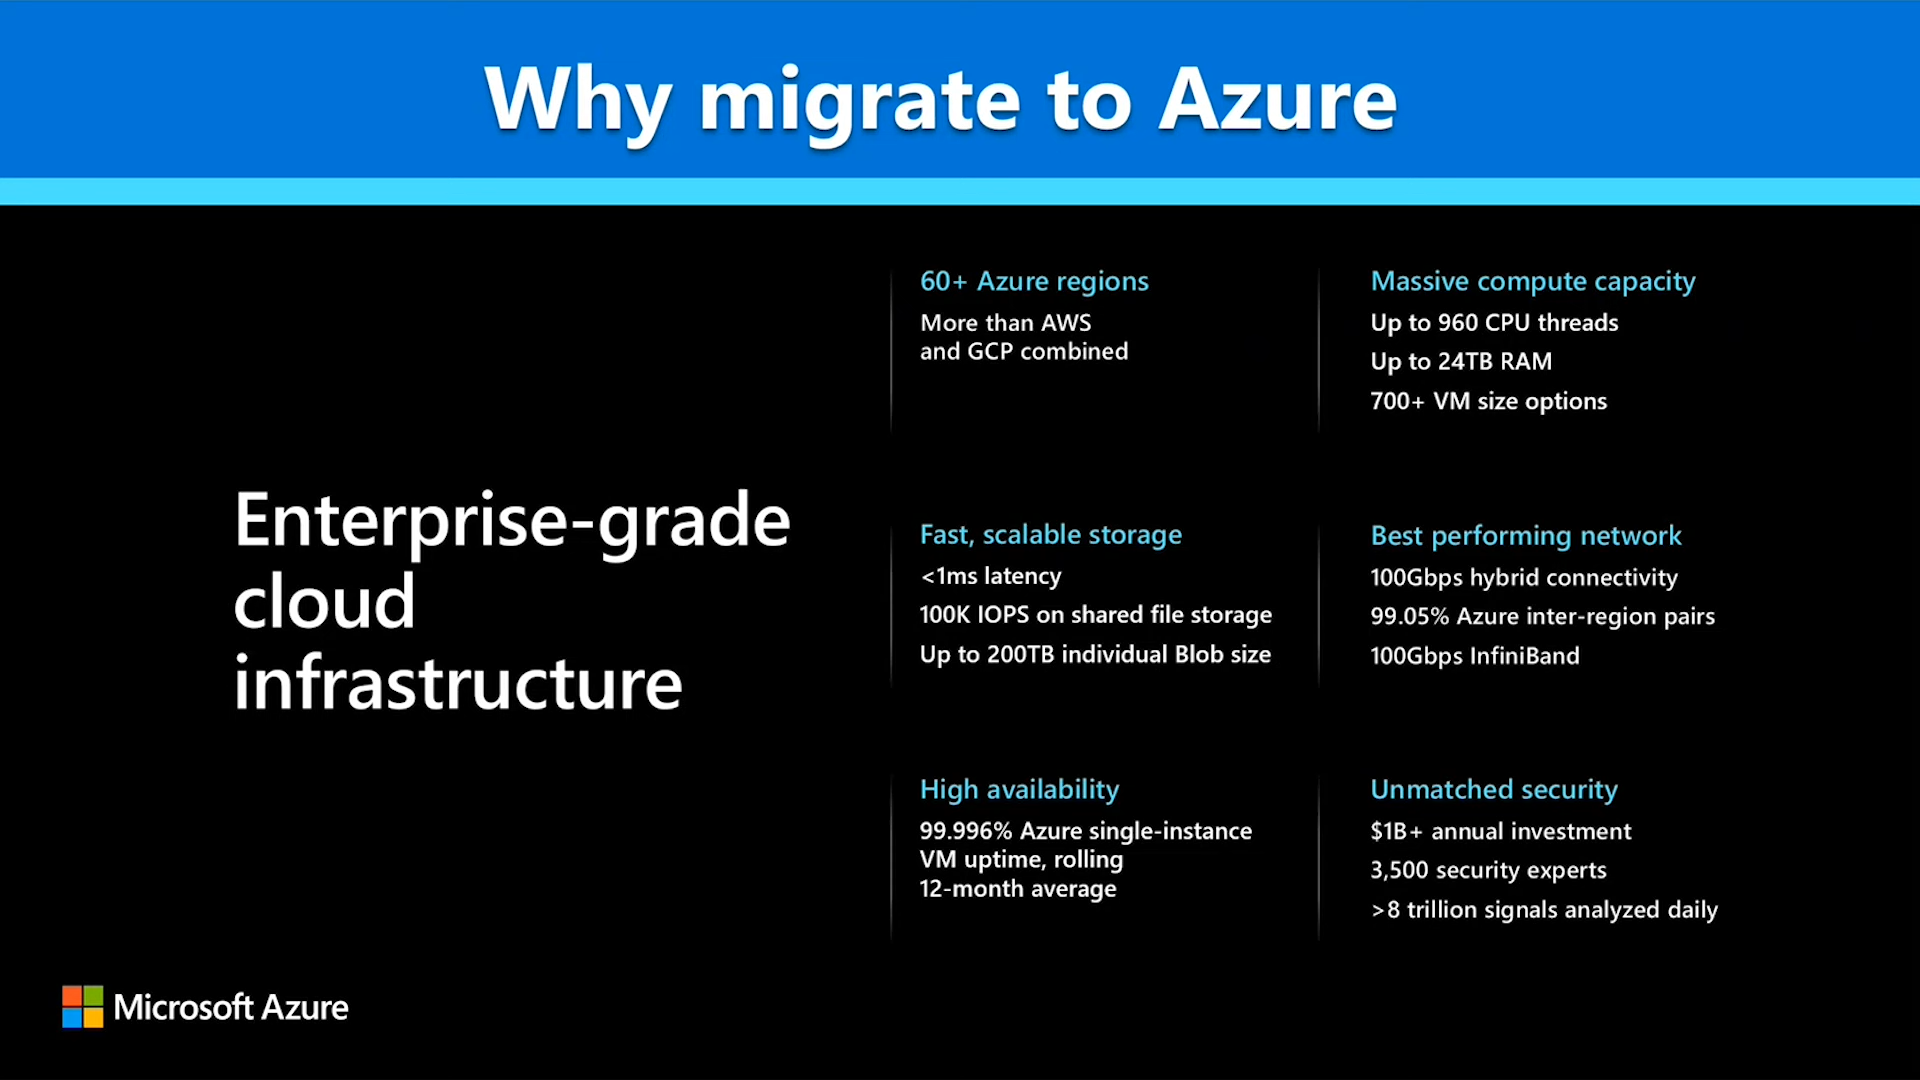 Why migrate to Azure
Enterprise-grade
cloud
infrastructure
60+ Azure regions
More than AWS
and GCP combined
Massive compute capacity
Up to 960 CPU threads
Up to 24TB RAM
700+ VM size options
Fast, scalable storage
<1ms latency
100K IOPS on shared file storage
Up to 200TB individual Blob size
Best performing network
100Gbps hybrid connectivity
99.05% Azure inter-region pairs
100Gbps InfiniBand
High availability
99.996% Azure single-instance
VM uptime, rolling
12-month average
Unmatched security
$1B+ annual investment
3,500 security experts
>8 trillion signals analyzed daily
Microsoft Azure